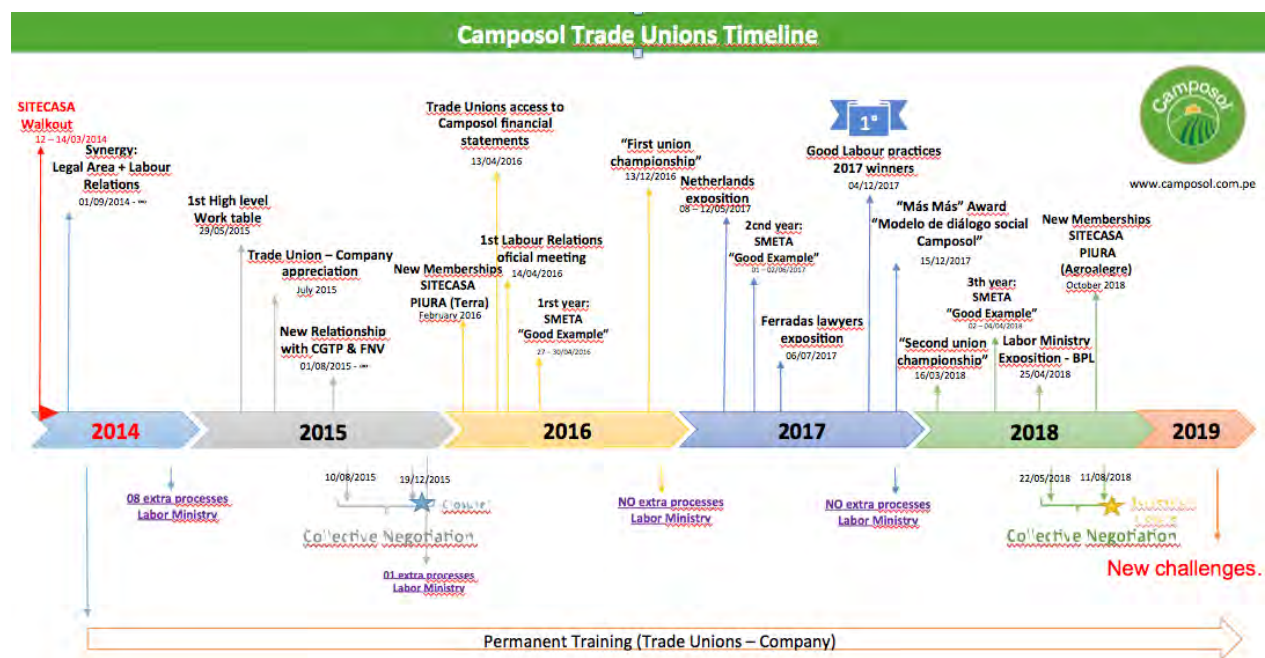 Camposol Trade Unions Timeline
SITECASA
Walkout
12 – 14/03/2014
Synergy:
Legal Area + Labour
Relations
01/09/2014 - ∞
1st High level
Work table
29/05/2015
Trade Union – Company
appreciation
July 2015
New Relationship
with CGTP & FNV
01/08/2015 - ∞
New Memberships
SITECASA
PIURA (Terra)
February 2016
Trade Unions access to
Camposol financial
statements
13/04/2016
1st Labour Relations
oficial meeting
14/04/2016
1rst year:
SMETA
“Good Example”
27 – 30/04/2016
“First union
championship”
13/12/2016
Netherlands
exposition
08 – 12/05/2017
2cnd year:
SMETA
“Good Example”
01 – 02/06/2017
Ferradas lawyers
exposition
06/07/2017
1°
Good Labour practices
2017 winners
04/12/2017
“Más Más” Award
“Modelo de diálogo social
Camposol”
15/12/2017
“Second union
championship”
16/03/2018
3th year:
SMETA
“Good Example”
02 – 04/04/2018
Labor Ministry
Exposition - BPL
25/04/2018
New Memberships
SITECASA
PIURA
(Agroalegre)
October 2018
Camposol
www.camposol.com.pe
2014
2015
2016
2017
2018
2019
08 extra processes
Labor Ministry
10/08/2015
19/12/2015
Closure!
Collective Negotiation
01 extra processes
Labor Ministry
NO extra processes
Labor Ministry
NO extra processes
Labor Ministry
22/05/2018
11/08/2018
Collective Negotiation
New challenges.
Permanent Training (Trade Unions – Company)